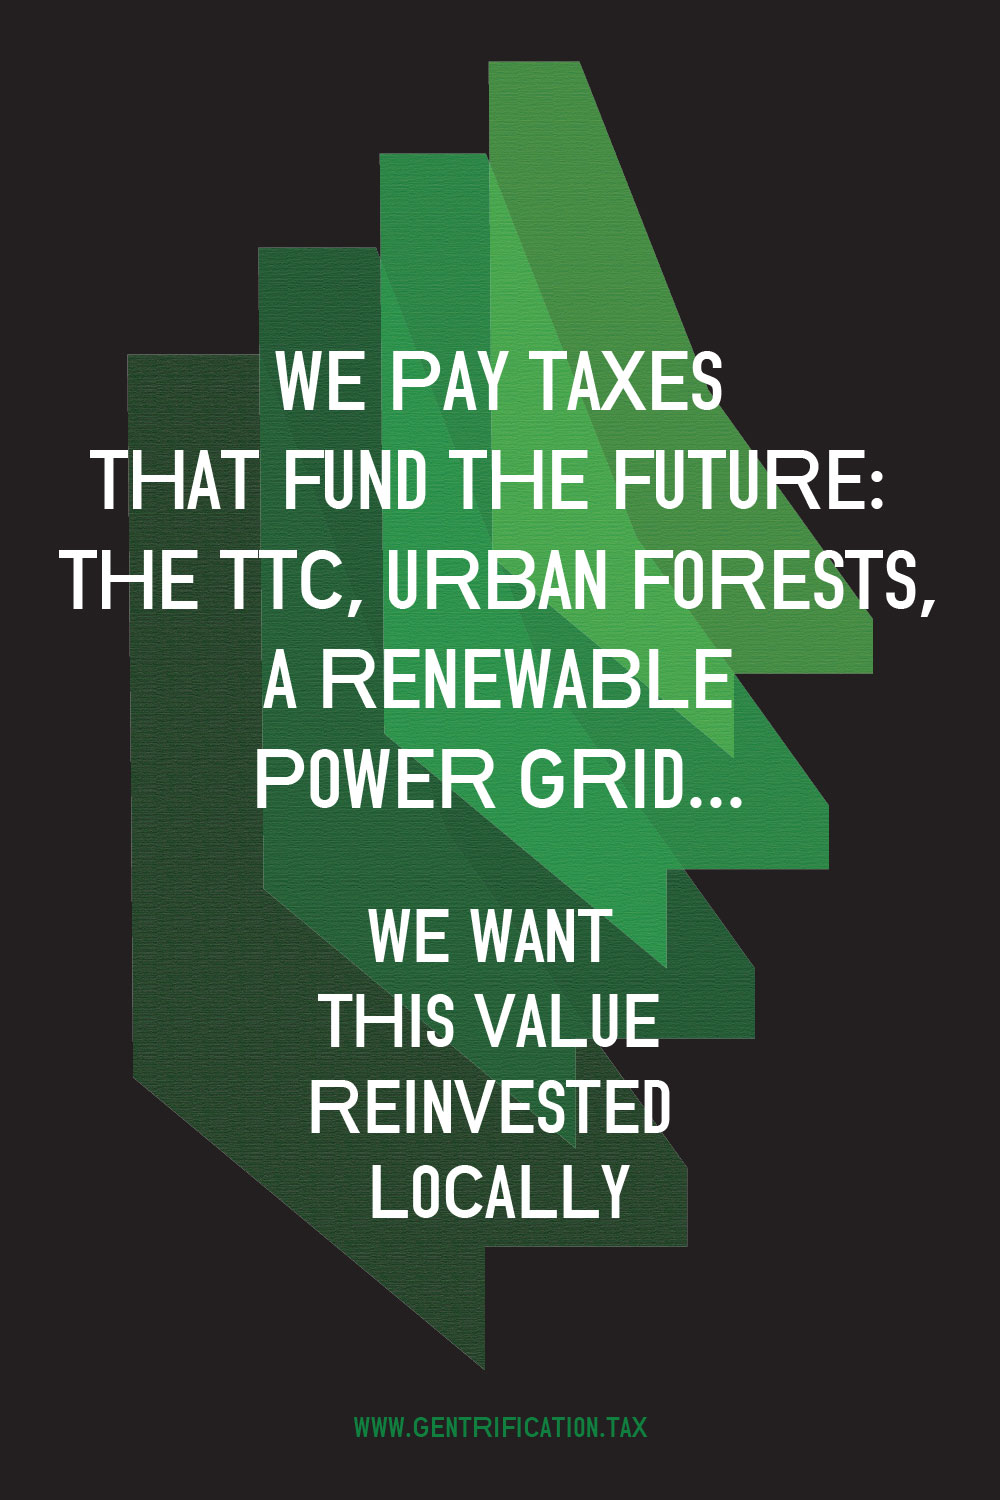 WE PAY TAXES
THAT FUND THE FUTURE:
THE TTC, URBAN FORESTS,
A RENEWABLE
POWER GRID...
WE WANT
THIS VALUE
REINVESTED
LOCALLY
WWW.GENTRIFICATION.TAX